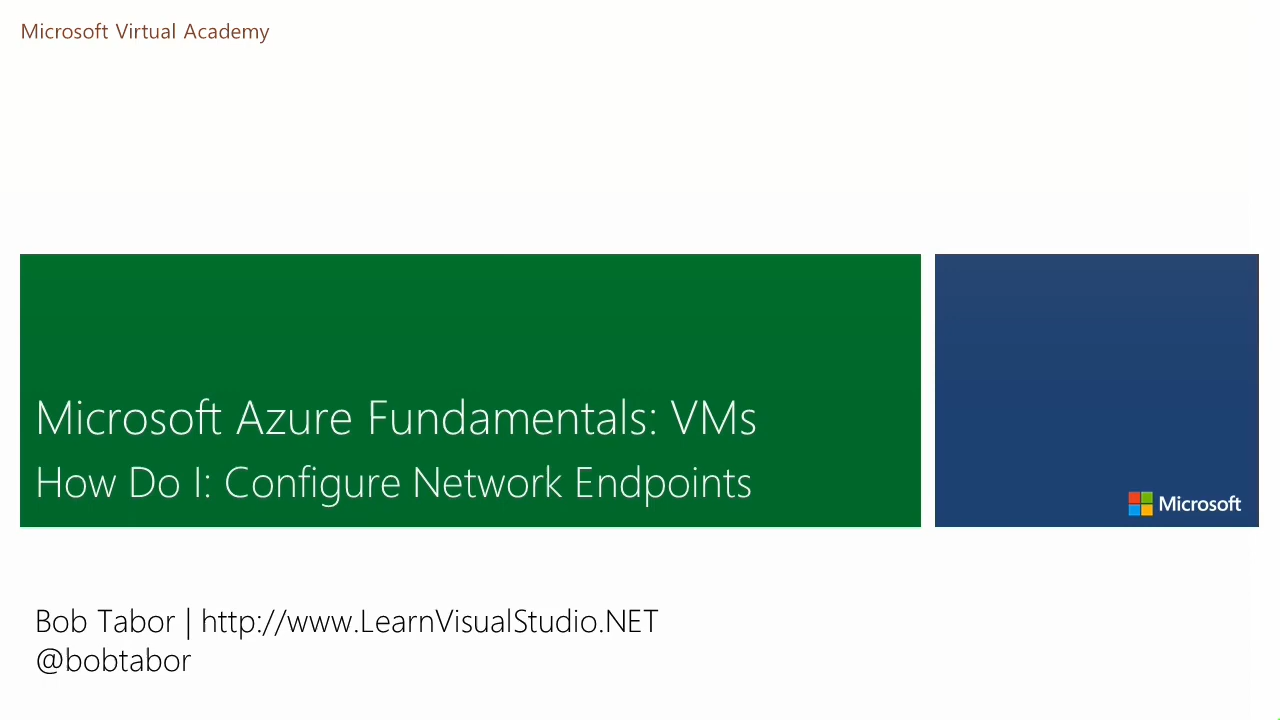 Microsoft Virtual Academy
Microsoft Azure Fundamentals: VMs
How Do I: Configure Network Endpoints
Microsoft
Bob Tabor | http://www.LearnVisualStudio.NET
@bobtabor